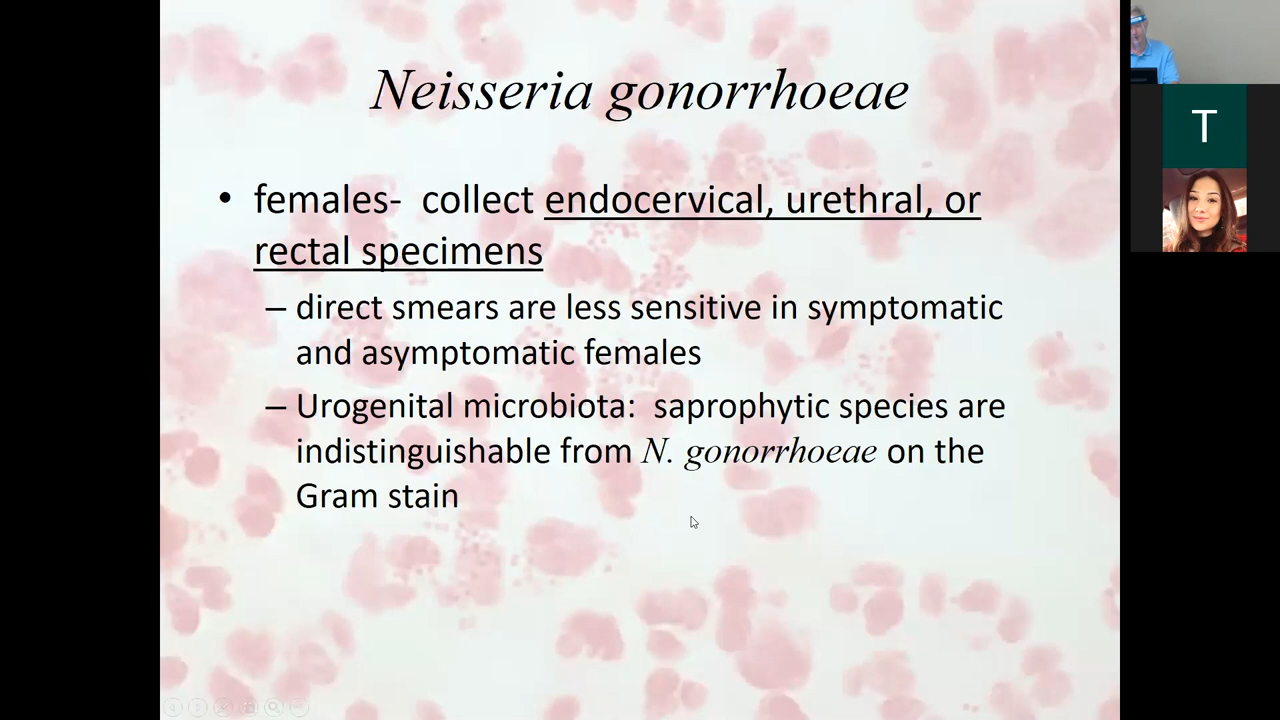 Neisseria gonorrhoeae
• females-  collect endocervical, urethral, or
rectal specimens
– direct smears are less sensitive in symptomatic
and asymptomatic females
– Urogenital microbiota:  saprophytic species are
indistinguishable from N. gonorrhoeae on the
Gram stain
T